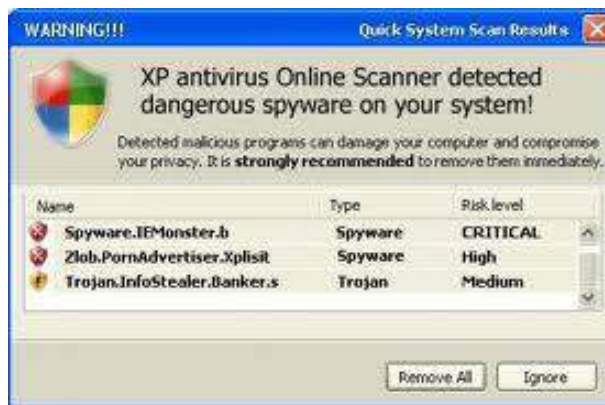 WARNING!!! Quick System Scan Results
XP antivirus Online Scanner detected
dangerous spyware on your system!
Detected malicious programs can damage your computer and compromise
your privacy. It is strongly recommended to remove them immediately.
Name Type Risk level
Spyware.IEMonster.b Spyware CRITICAL
Zlob.PornAdvertiser.Xplisit Spyware High
Trojan.InfoStealer.Banker.s Trojan Medium
Remove All Ignore